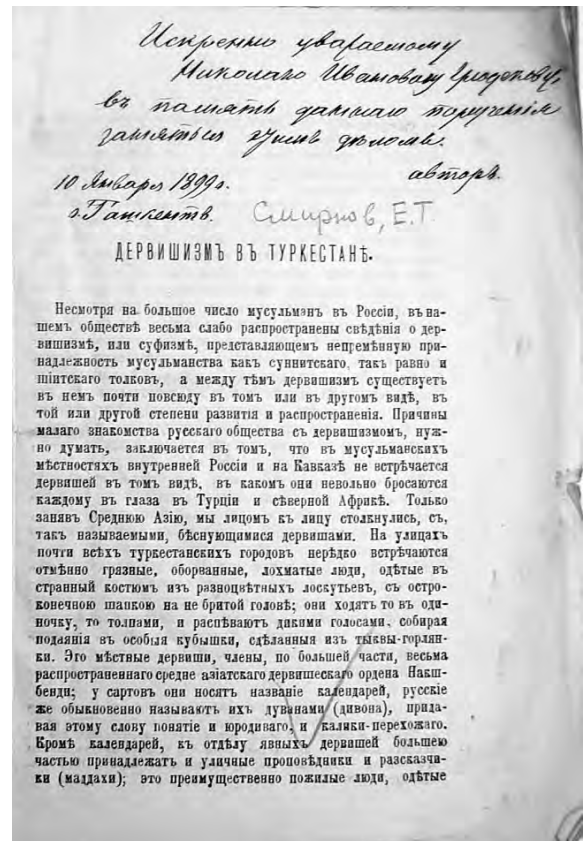 Искренно уважаемому
Николаю Ивановичу Гродекову,
въ память даннаго порученія
заняться этимъ дѣломъ.
авторъ.
10 Января 1899 г.
г. Ташкентъ.
Смирнов, Е.Т.
ДЕРВИШИЗМЪ ВЪ ТУРКЕСТАНѢ.
Несмотря на большое число мусульманъ въ Россіи, въ на-
шемъ обществѣ весьма слабо распространены свѣдѣнія о дер-
вишизмѣ, или суфизмѣ, представляющемъ непремѣнную при-
надлежность мусульманства какъ суннитскаго такъ равно и
шіитскаго толковъ, а между тѣмъ дервишизмъ существуетъ
въ немъ почти повсюду въ томъ или въ другомъ видѣ, въ
той или другой степени развитія и распространенія. Причины
малаго знакомства русскаго общества съ дервишизмомъ, нуж-
но думать, заключается въ томъ, что въ мусульманскихъ
мѣстностяхъ внутренней Россіи и на Кавказѣ не встрѣчается
дервишей въ томъ видѣ, въ какомъ они невольно бросаются
каждому въ глаза въ Турціи и сѣверной Африкѣ. Только
занявъ Среднюю Азію, мы лицомъ къ лицу столкнулись, съ,
такъ называемыми, бѣснующимися дервишами. На улицахъ
почти всѣхъ туркестанскихъ городовъ нерѣдко встрѣчаются
отмѣнно грязные, оборванные, лохматые люди, одѣтые въ
странный костюмъ изъ разноцвѣтныхъ лоскутьевъ, съ остро-
конечною шапкою на не бритой головѣ; они ходятъ то въ оди-
ночку, то толпами, и распѣваютъ дикими голосами, собирая
подаянія въ особыя кубышки, сдѣланныя изъ тыквы-горлян-
ки. Это мѣстные дервиши, члены, по большей части, весьма
распространеннаго средне азіатскаго дервишескаго ордена Накш-
бенди; у сартовъ они носятъ названіе календарей, русскіе
же обыкновенно называютъ ихъ дуванами (дивона), прида-
вая этому слову понятіе и юродиваго, и калики-перехожаго.
Кромѣ календарей, къ отдѣлу явныхъ дервишей большею
частью принадлежатъ и уличные проповѣдники и разсказчи-
ки (маддахи); это преимущественно пожилые люди, одѣтые